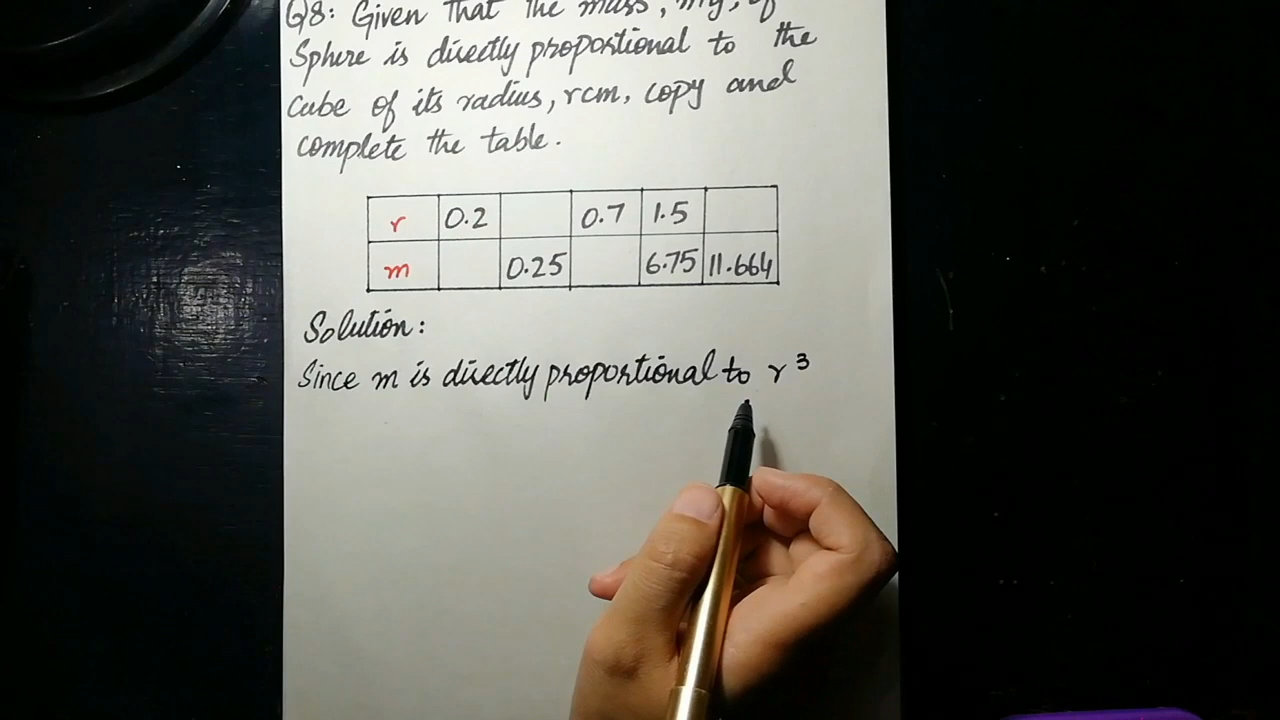 Q8: Given that the mass, mg, of
Sphere is directly proportional to the
Cube of its radius, rcm, copy and
complete the table.
r 0.2 0.7 1.5
m 0.25 6.75 11.664
Solution:
Since m is directly proportional to r³